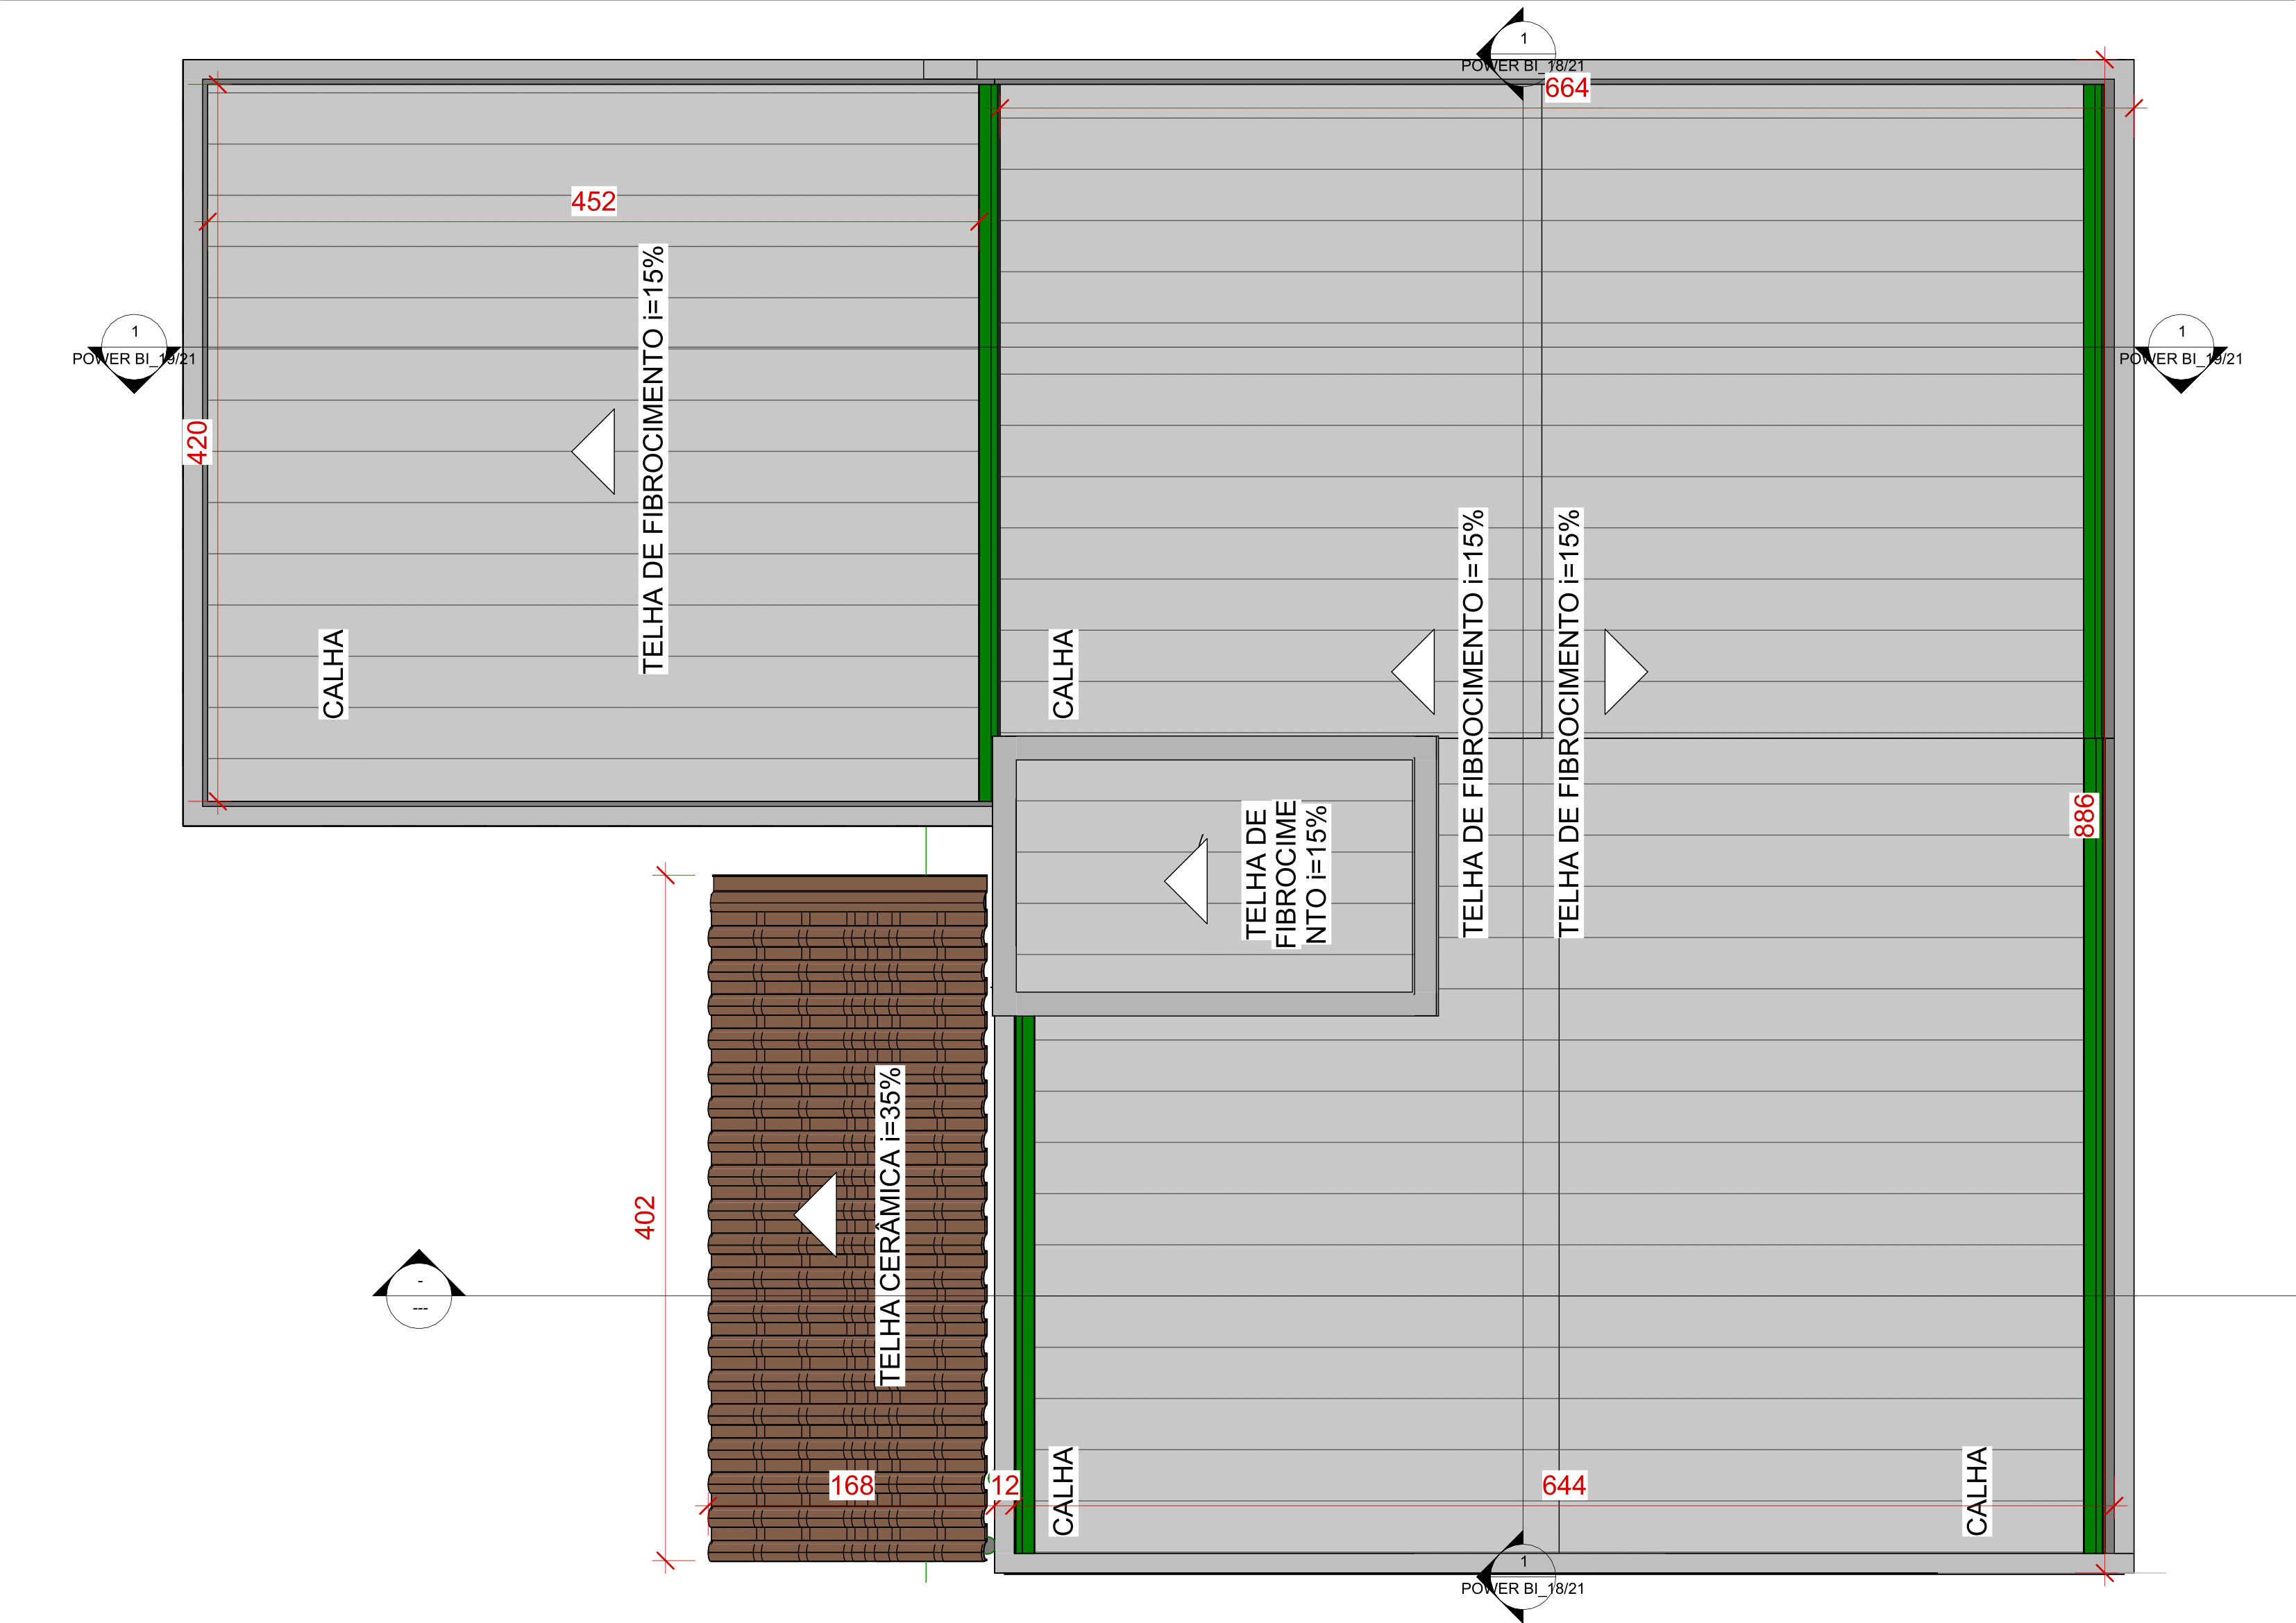 1
POWER BI_18/21
664
452
TELHA DE FIBROCIMENTO i=15%
1
POWER BI_19/21
1
POWER BI_19/21
420
CALHA
CALHA
TELHA DE FIBROCIMENTO i=15%
TELHA DE FIBROCIMENTO i=15%
886
TELHA DE
FIBROCIME
NTO i=15%
402
TELHA CERÂMICA i=35%
-
---
168
12
CALHA
644
CALHA
1
POWER BI_18/21